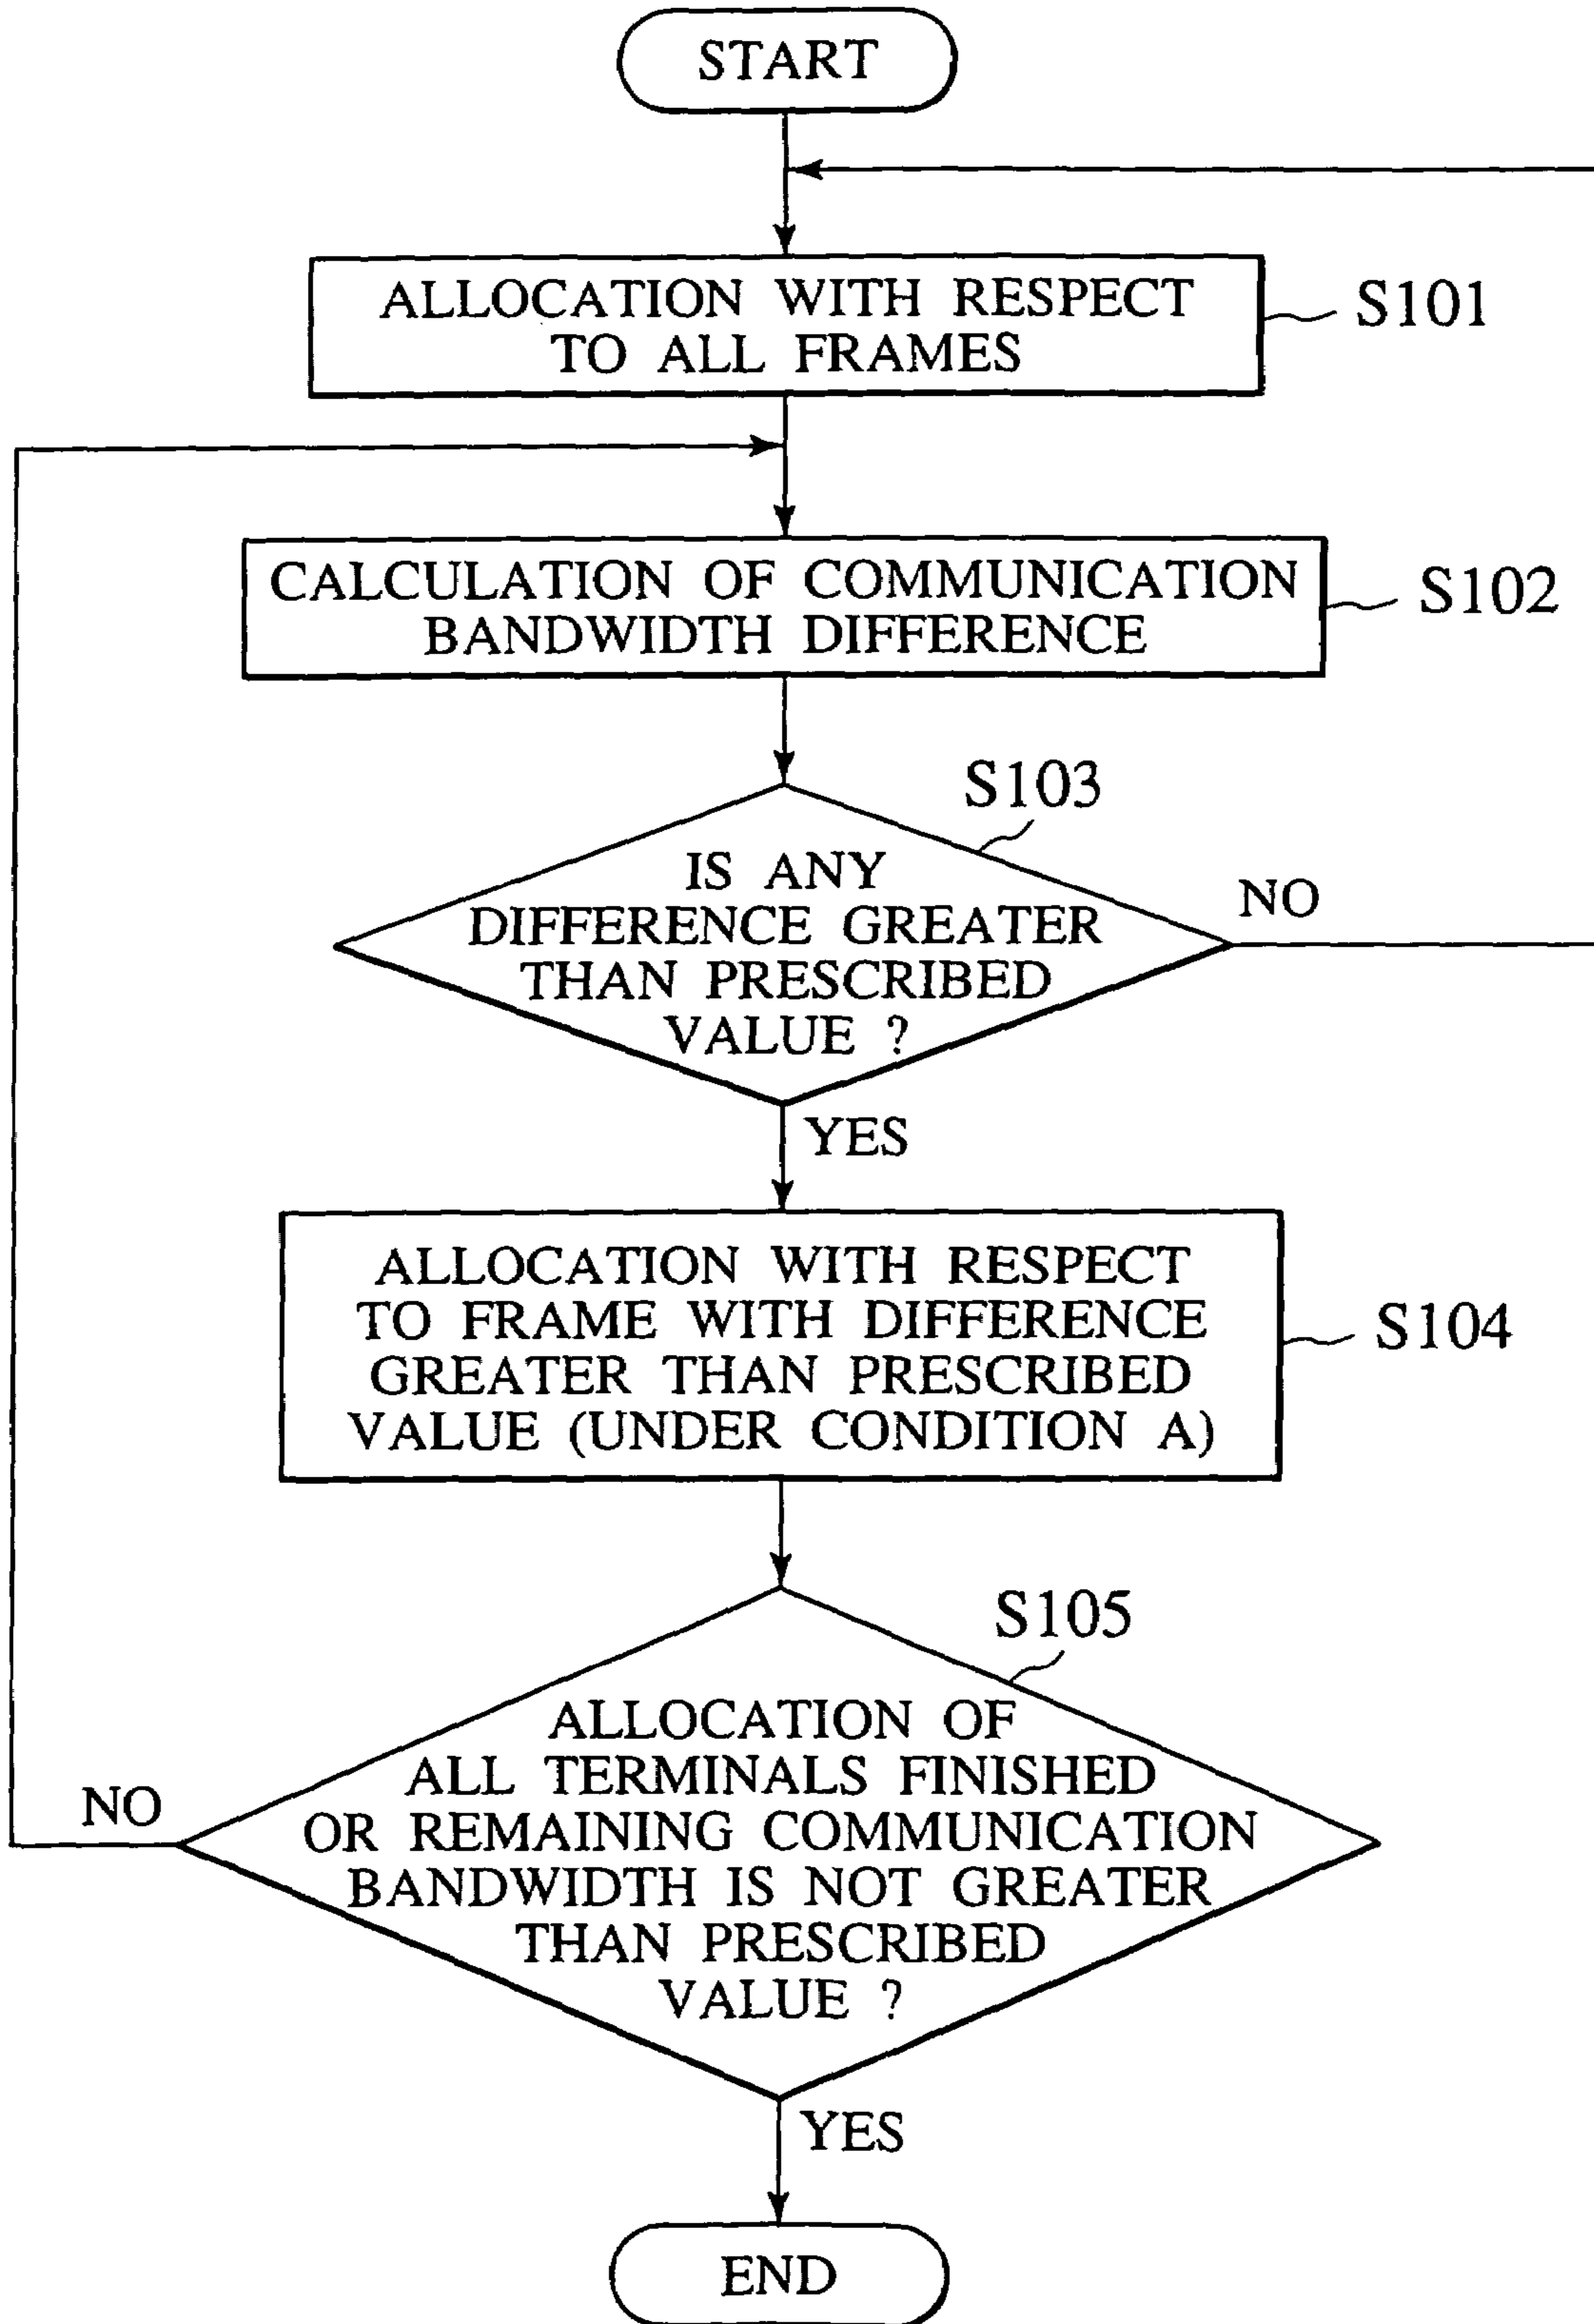 START
ALLOCATION WITH RESPECT
TO ALL FRAMES
S101
CALCULATION OF COMMUNICATION
BANDWIDTH DIFFERENCE
S102
S103
IS ANY
DIFFERENCE GREATER
THAN PRESCRIBED
VALUE ?
NO
YES
ALLOCATION WITH RESPECT
TO FRAME WITH DIFFERENCE
GREATER THAN PRESCRIBED
VALUE (UNDER CONDITION A)
S104
S105
ALLOCATION OF
ALL TERMINALS FINISHED
OR REMAINING COMMUNICATION
BANDWIDTH IS NOT GREATER
THAN PRESCRIBED
VALUE ?
NO
YES
END